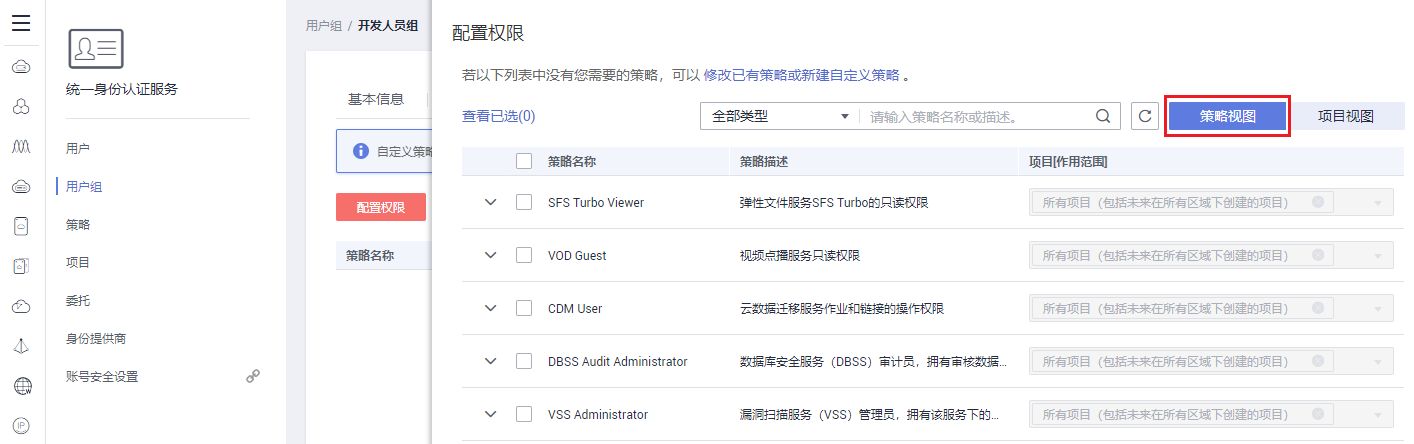 统一身份认证服务
用户
用户组
策略
项目
委托
身份提供商
账号安全设置
IP
用户组 / 开发人员组
基本信息
自定义策略
配置权限
策略名称
配置权限
若以下列表中没有您需要的策略，可以 修改已有策略或新建自定义策略 。
查看已选(0)
全部类型
请输入策略名称或描述。
策略视图
项目视图
策略名称 策略描述 项目[作用范围]
SFS Turbo Viewer 弹性文件服务SFS Turbo的只读权限 所有项目（包括未来在所有区域下创建的项目）
VOD Guest 视频点播服务只读权限 所有项目（包括未来在所有区域下创建的项目）
CDM User 云数据迁移服务作业和链接的操作权限 所有项目（包括未来在所有区域下创建的项目）
DBSS Audit Administrator 数据库安全服务（DBSS）审计员，拥有审核数据... 所有项目（包括未来在所有区域下创建的项目）
VSS Administrator 漏洞扫描服务（VSS）管理员，拥有该服务下的... 所有项目（包括未来在所有区域下创建的项目）